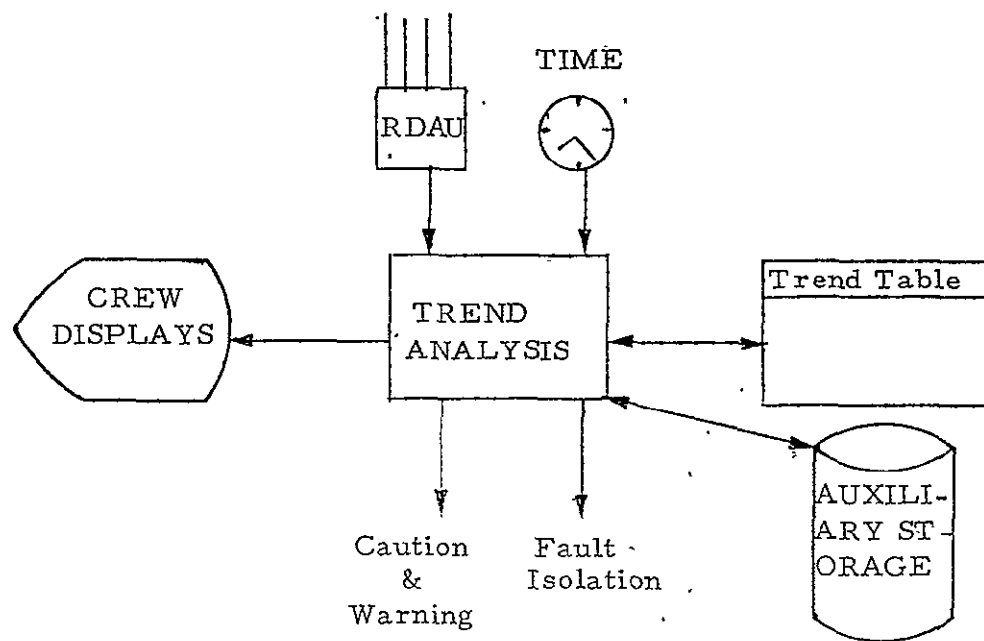 TIME
RDAU
CREW
DISPLAYS
TREND
ANALYSIS
Trend Table
AUXILI-
ARY ST-
ORAGE
Caution
&
Warning
Fault
Isolation